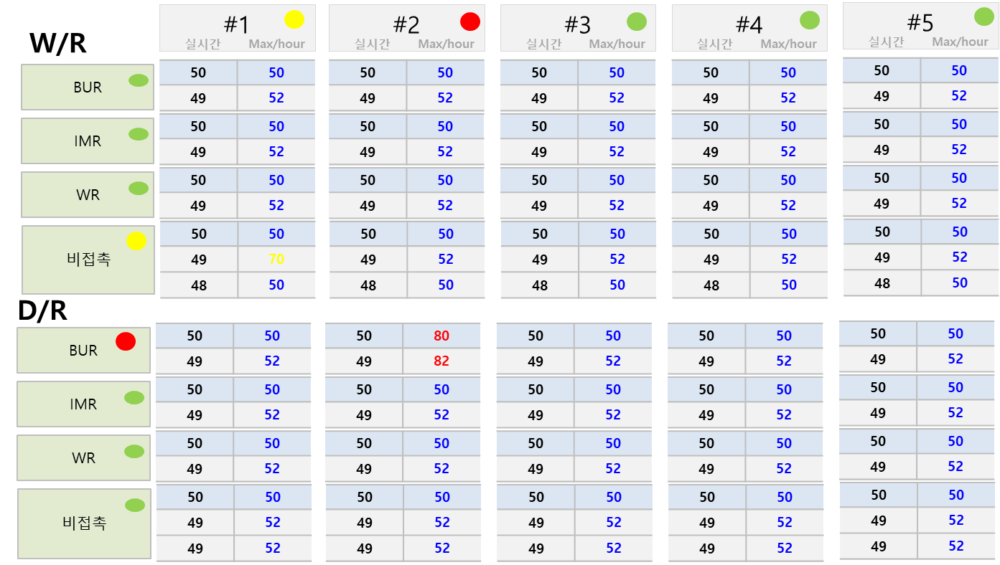 #1 #2 #3 #4 #5
W/R
실시간 Max/hour 실시간 Max/hour 실시간 Max/hour 실시간 Max/hour 실시간 Max/hour
BUR
50 50 50 50 50 50 50 50 50 50
49 52 49 52 49 52 49 52 49 52
IMR
50 50 50 50 50 50 50 50 50 50
49 52 49 52 49 52 49 52 49 52
WR
50 50 50 50 50 50 50 50 50 50
49 52 49 52 49 52 49 52 49 52
비접촉
50 50 50 50 50 50 50 50 50 50
49 70 49 52 49 52 49 52 49 52
48 50 48 50 48 50 48 50 48 50
D/R
BUR
50 50 50 80 50 50 50 50 50 50
49 52 49 82 49 52 49 52 49 52
IMR
50 50 50 50 50 50 50 50 50 50
49 52 49 52 49 52 49 52 49 52
WR
50 50 50 50 50 50 50 50 50 50
49 52 49 52 49 52 49 52 49 52
비접촉
50 50 50 50 50 50 50 50 50 50
49 52 49 52 49 52 49 52 49 52
49 52 49 52 49 52 49 52 49 52